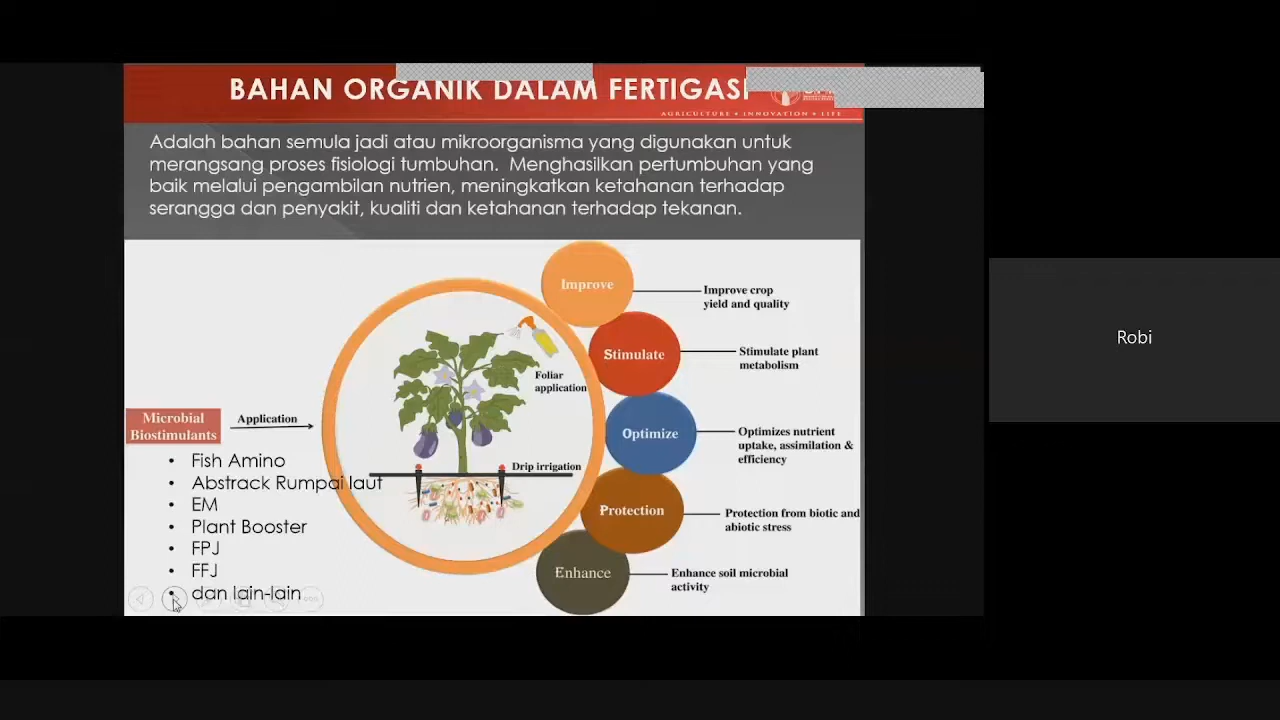 BAHAN ORGANIK DALAM FERTIGASI
AGRICULTURE • INNOVATION • LIFE
Adalah bahan semula jadi atau mikroorganisma yang digunakan untuk
merangsang proses fisiologi tumbuhan. Menghasilkan pertumbuhan yang
baik melalui pengambilan nutrien, meningkatkan ketahanan terhadap
serangga dan penyakit, kualiti dan ketahanan terhadap tekanan.
Microbial
Biostimulants
Application
• Fish Amino
• Abstrack Rumpai laut
• EM
• Plant Booster
• FPJ
• FFJ
• dan lain-lain
Foliar
application
Drip irrigation
Improve
Improve crop
yield and quality
Stimulate
Stimulate plant
metabolism
Optimize
Optimizes nutrient
uptake, assimilation &
efficiency
Protection
Protection from biotic and
abiotic stress
Enhance
Enhance soil microbial
activity
Robi